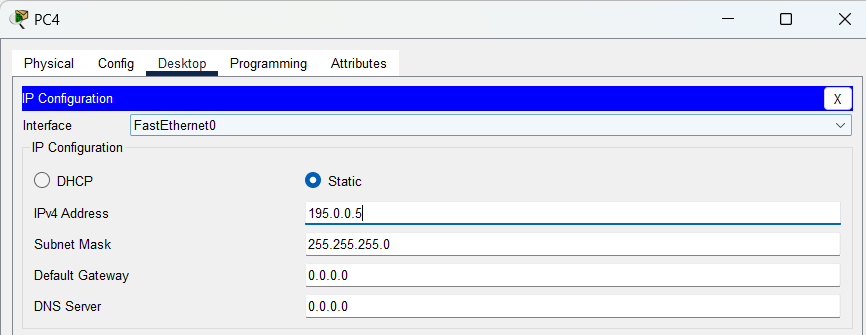 PC4
Physical Config Desktop Programming Attributes
IP Configuration X
Interface FastEthernet0
IP Configuration
DHCP Static
IPv4 Address 195.0.0.5
Subnet Mask 255.255.255.0
Default Gateway 0.0.0.0
DNS Server 0.0.0.0